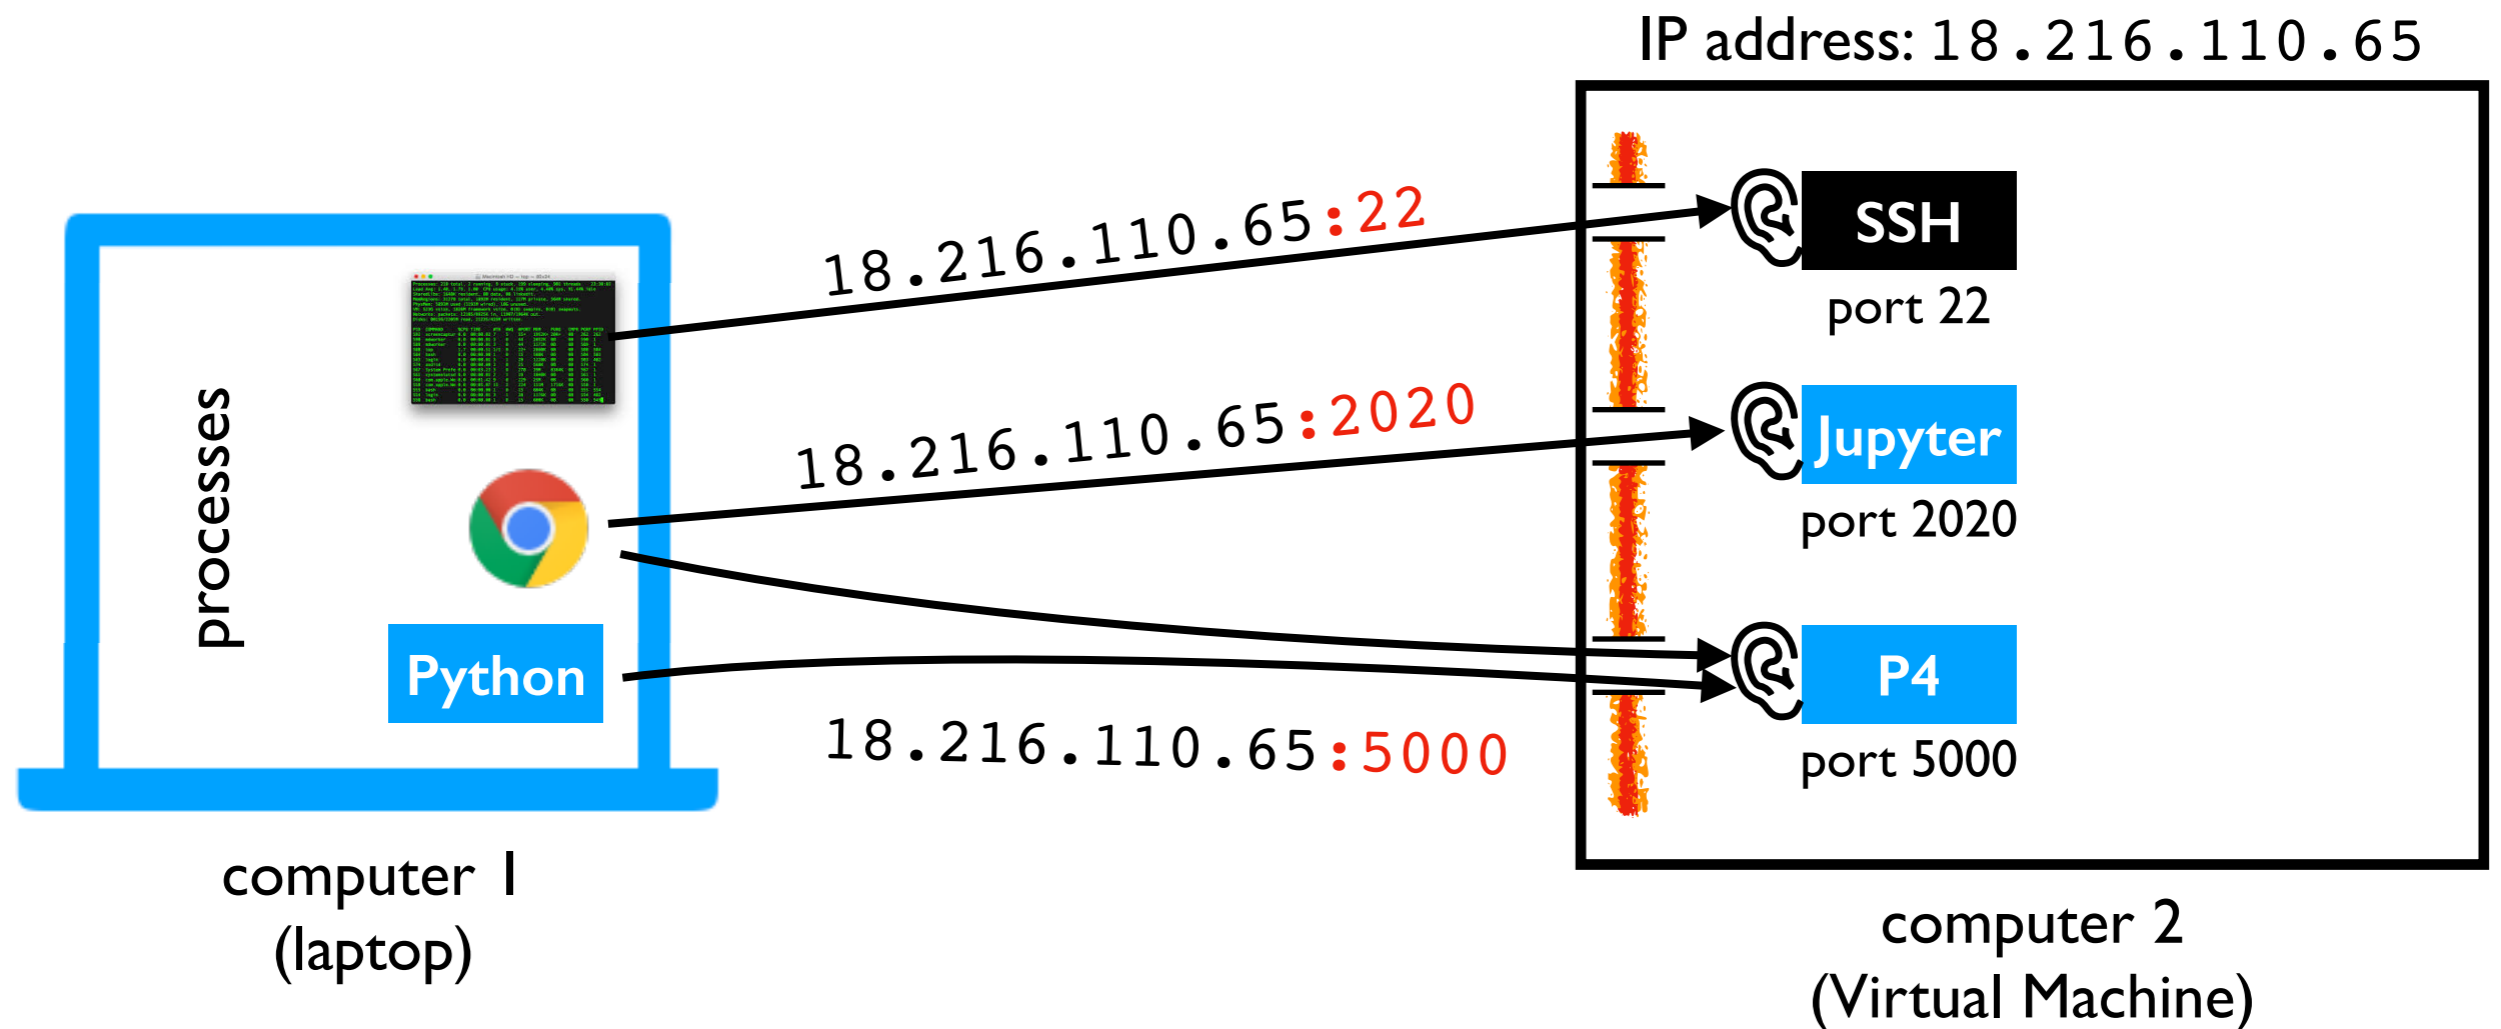 IP address: 18.216.110.65
18.216.110.65:22
SSH
port 22
processes
18.216.110.65:2020
Jupyter
port 2020
Python
P4
18.216.110.65:5000
port 5000
computer 1
(laptop)
computer 2
(Virtual Machine)